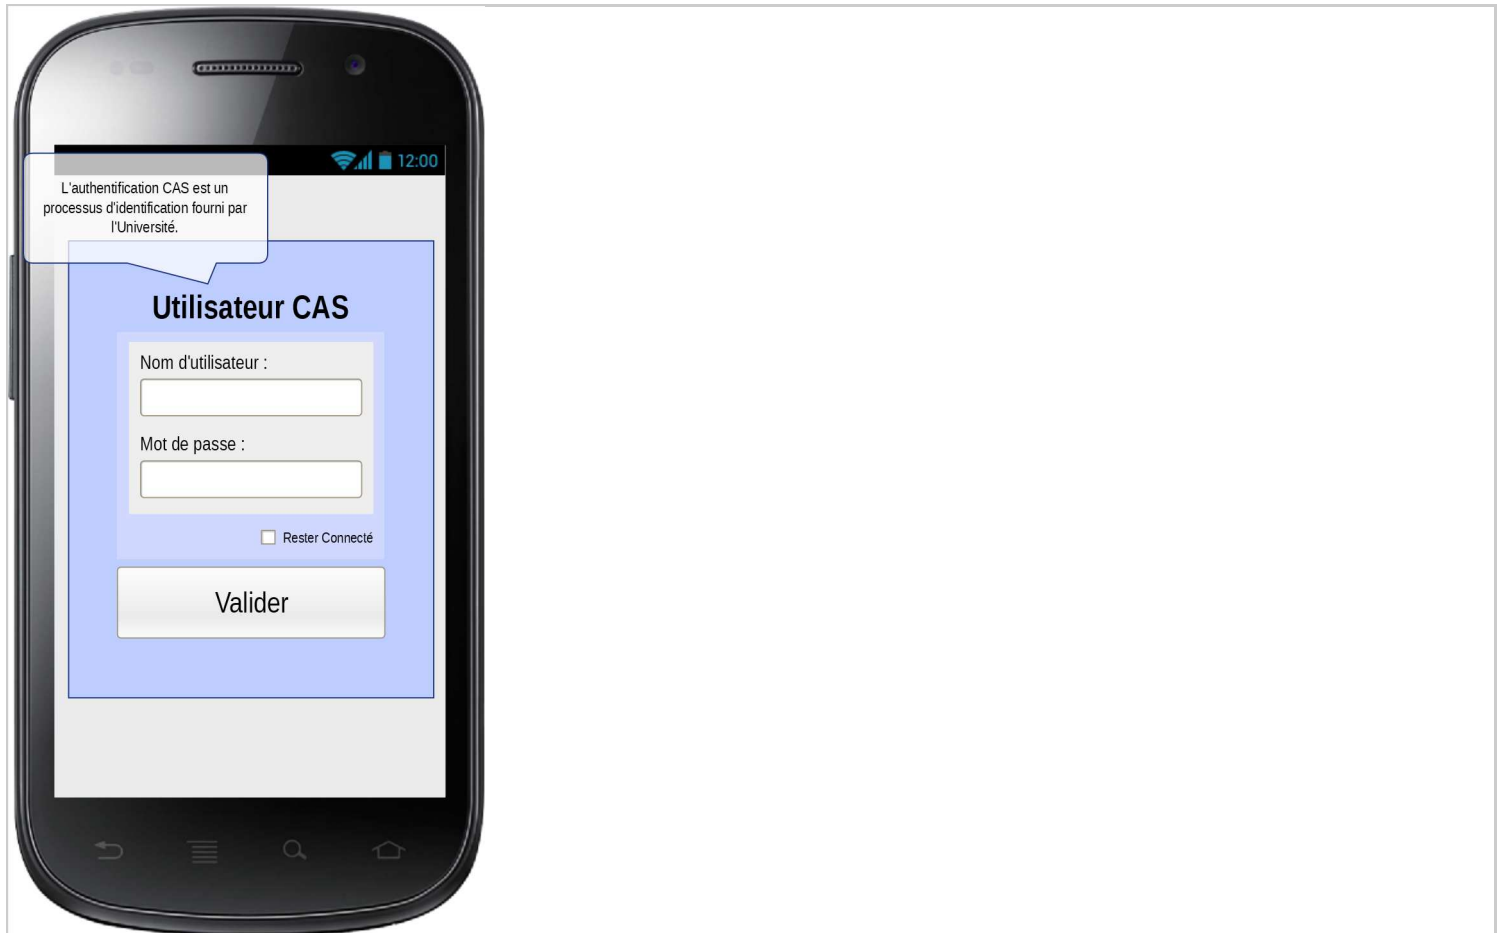 12:00
L'authentification CAS est un
processus d'identification fourni par
l'Université.
Utilisateur CAS
Nom d'utilisateur :
Mot de passe :
Rester Connecté
Valider